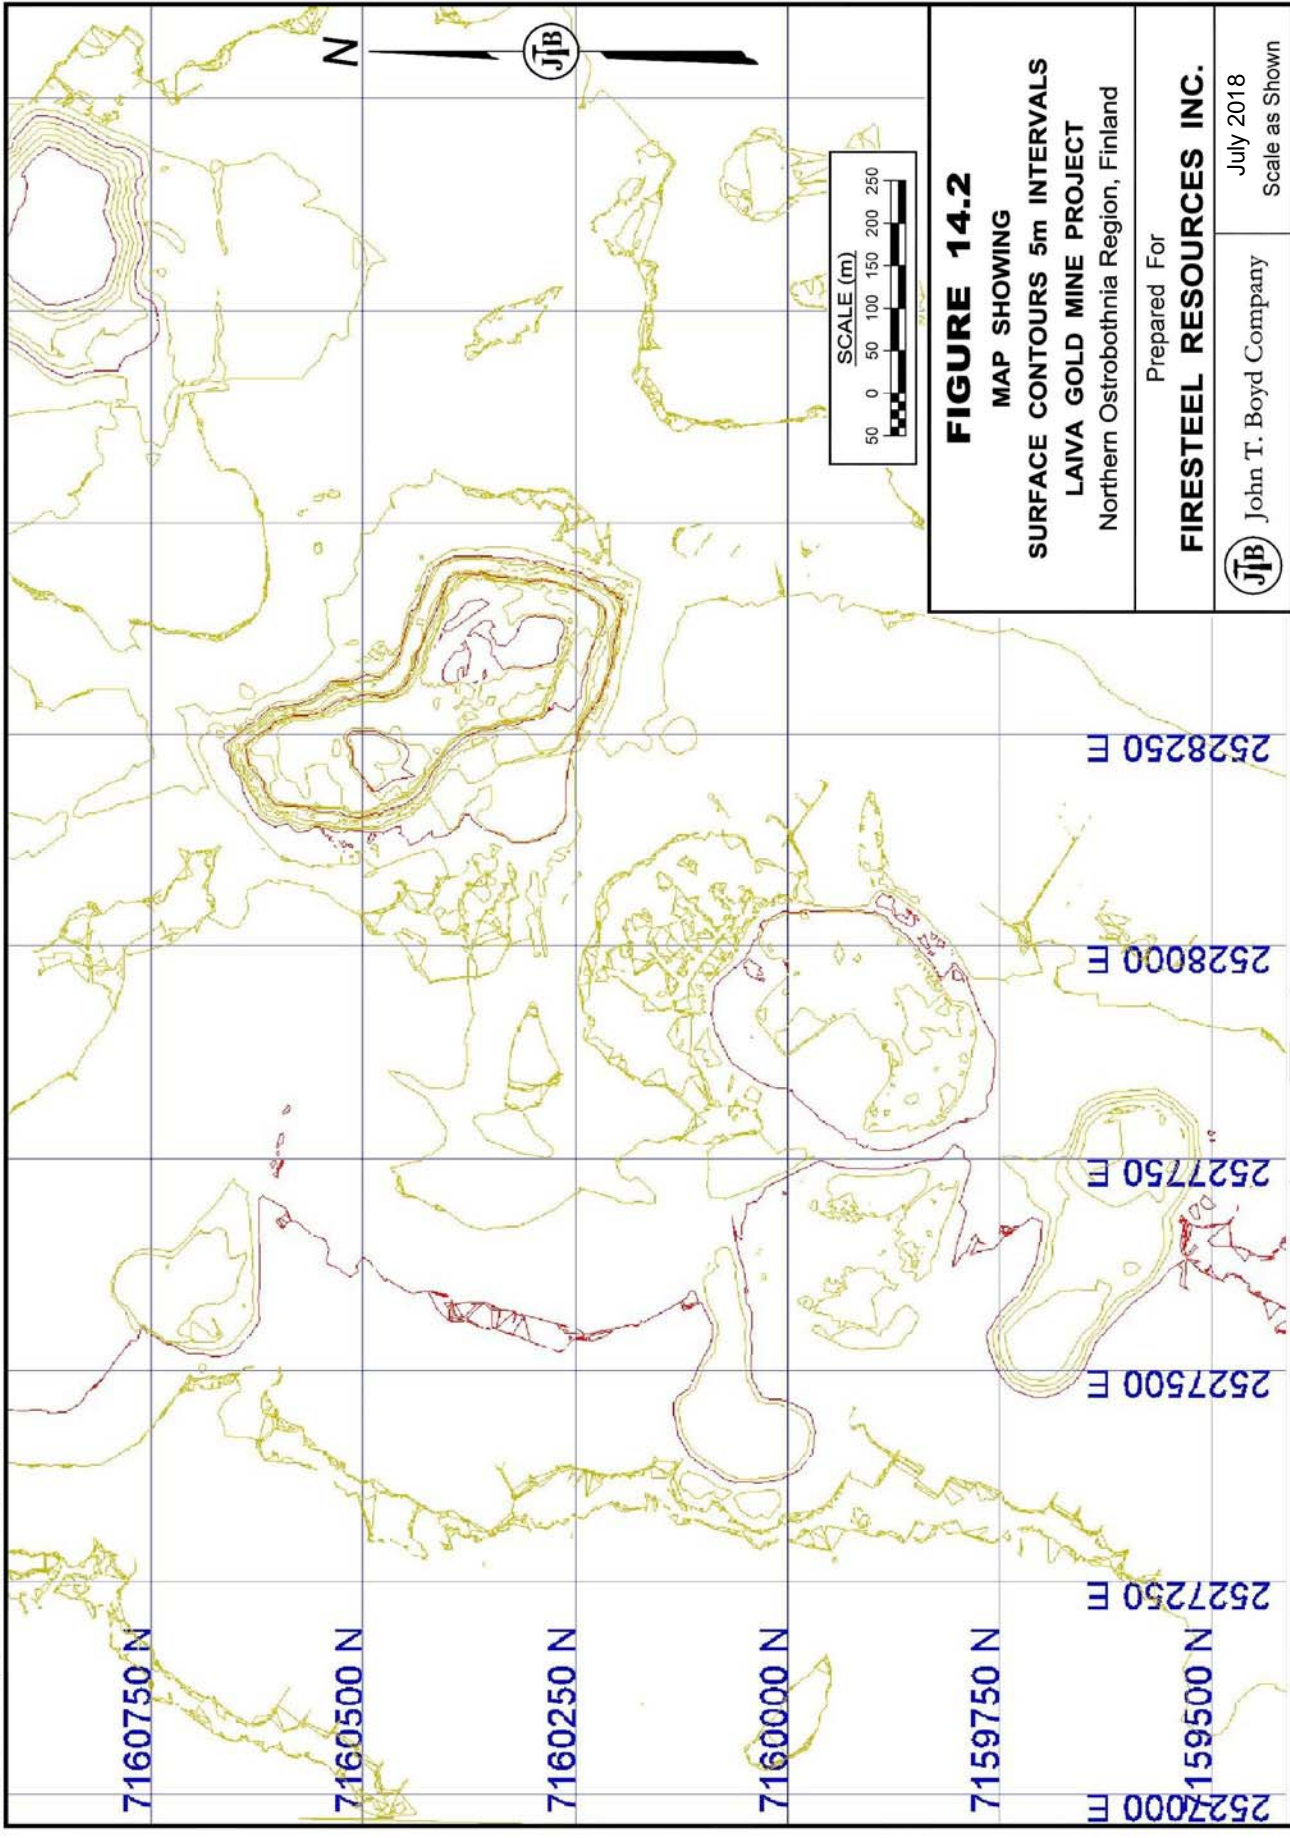 7160750 N
7160500 N
7160250 N
7160000 N
7159750 N
7159500 N
2527000 E
2527250 E
2527500 E
2527750 E
2528000 E
2528250 E
N
JTB
SCALE (m)
50 0 50 100 150 200 250
FIGURE 14.2
MAP SHOWING
SURFACE CONTOURS 5m INTERVALS
LAIVA GOLD MINE PROJECT
Northern Ostrobothnia Region, Finland
Prepared For
FIRESTEEL RESOURCES INC.
JTB John T. Boyd Company
July 2018
Scale as Shown